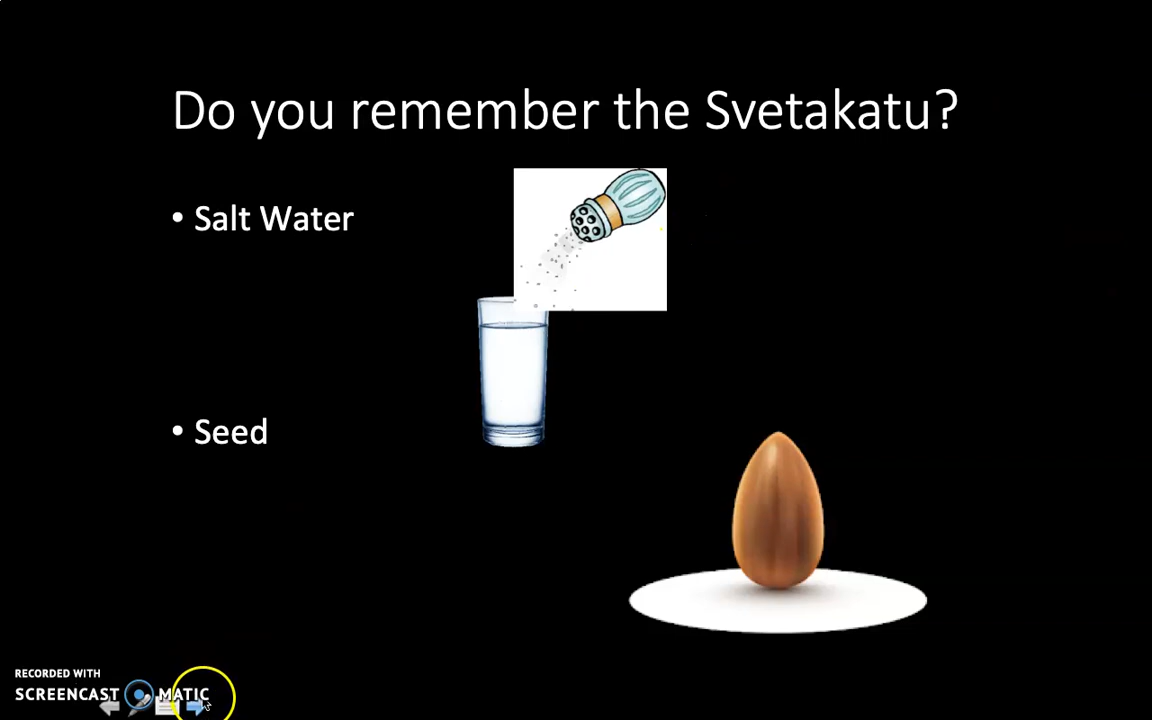 Do you remember the Svetakatu?
• Salt Water
• Seed
RECORDED WITH
SCREENCAST MATIC